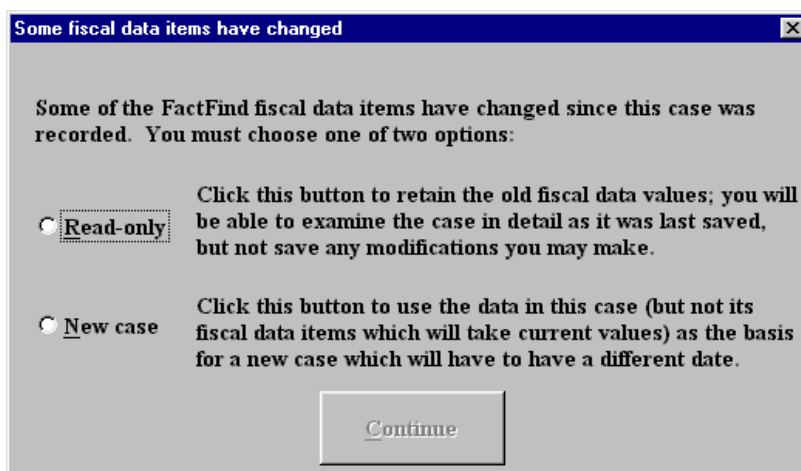 Some fiscal data items have changed
Some of the FactFind fiscal data items have changed since this case was
recorded.  You must choose one of two options:
Read-only
Click this button to retain the old fiscal data values; you will
be able to examine the case in detail as it was last saved,
but not save any modifications you may make.
New case
Click this button to use the data in this case (but not its
fiscal data items which will take current values) as the basis
for a new case which will have to have a different date.
Continue